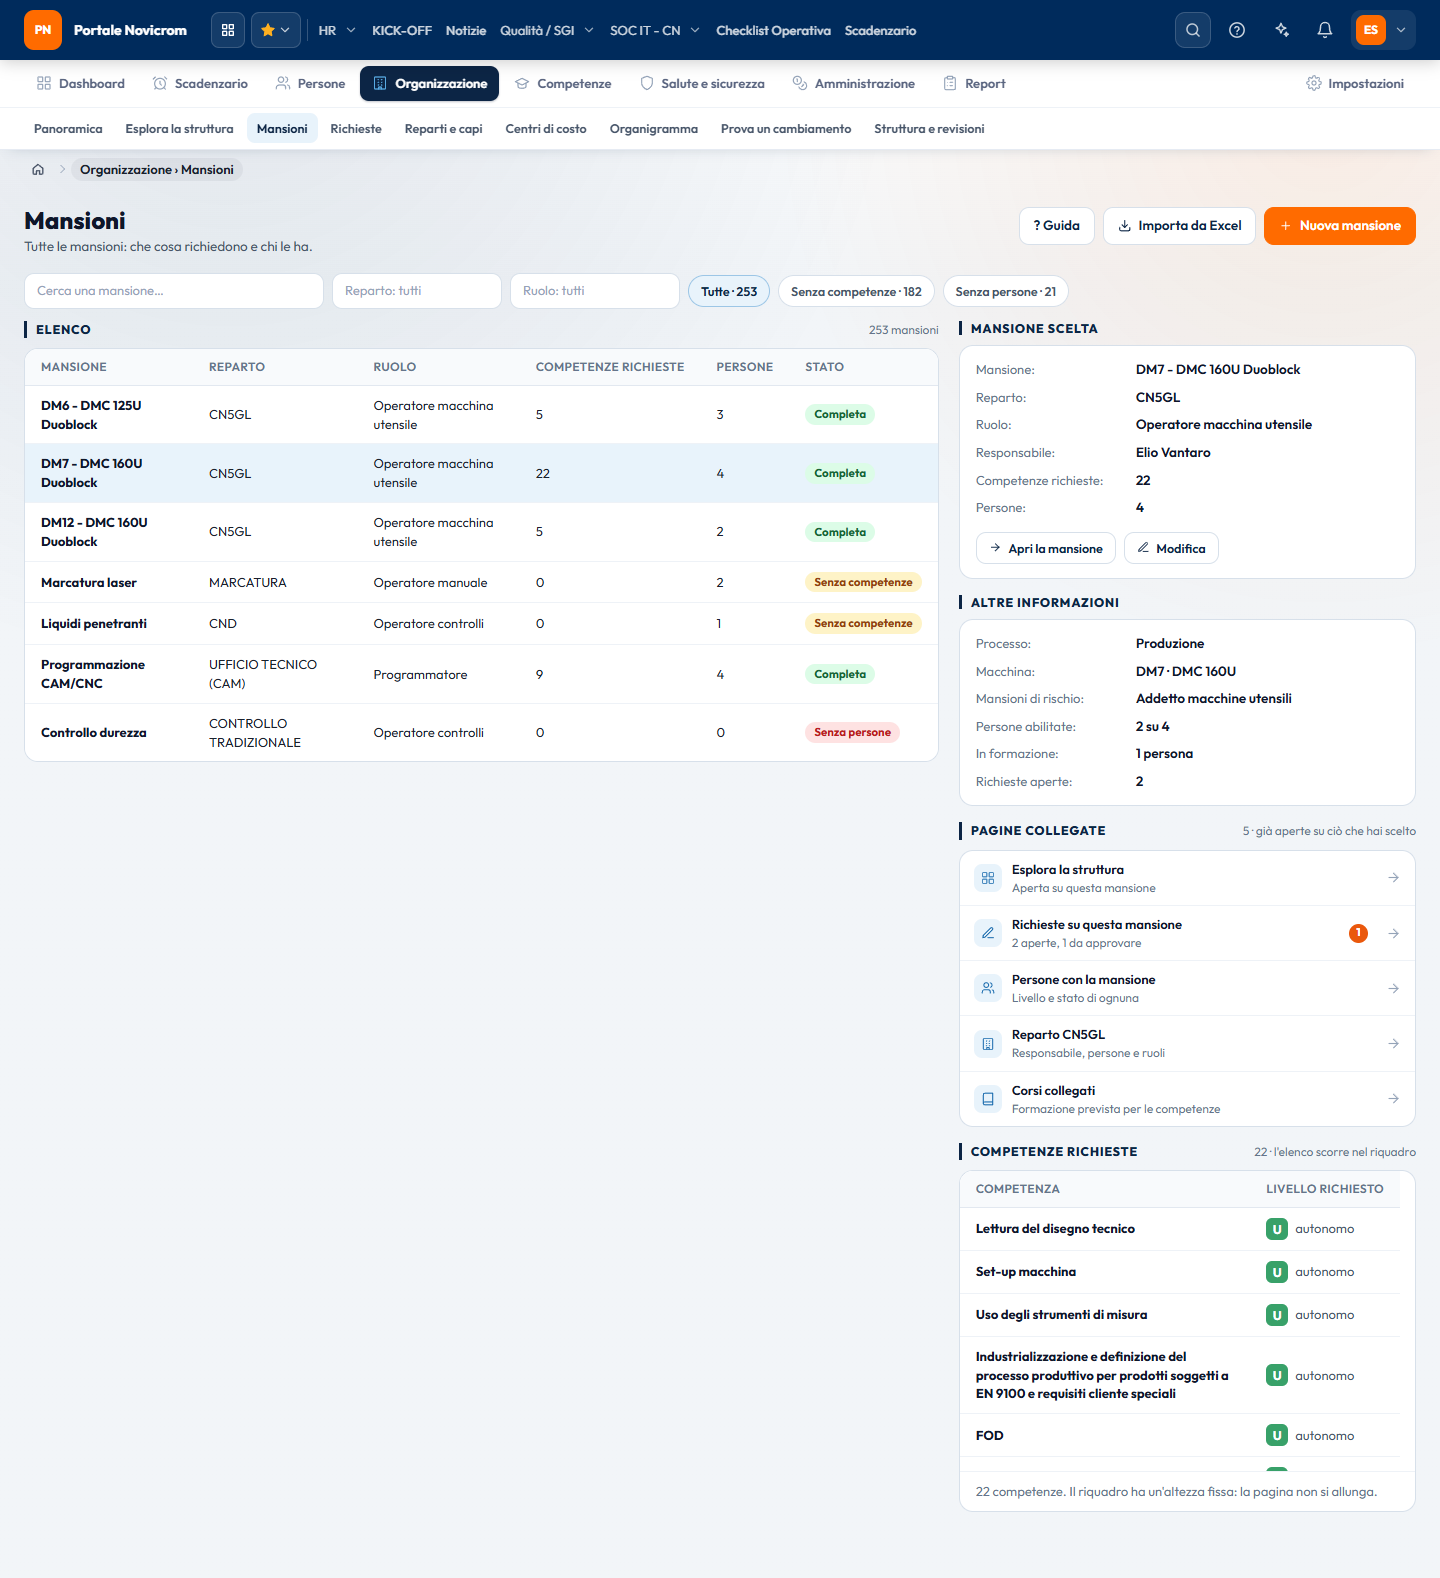 PN Portale Novicrom HR KICK-OFF Notizie Qualità / SGI SOC IT - CN Checklist Operativa Scadenzario ES
Dashboard Scadenzario Persone Organizzazione Competenze Salute e sicurezza Amministrazione Report Impostazioni
Panoramica Esplora la struttura Mansioni Richieste Reparti e capi Centri di costo Organigramma Prova un cambiamento Struttura e revisioni
Organizzazione › Mansioni
Mansioni
Tutte le mansioni: che cosa richiedono e chi le ha.
? Guida Importa da Excel + Nuova mansione
Cerca una mansione... Reparto: tutti Ruolo: tutti Tutte · 253 Senza competenze · 182 Senza persone · 21
ELENCO 253 mansioni
MANSIONE REPARTO RUOLO COMPETENZE RICHIESTE PERSONE STATO
DM6 - DMC 125U Duoblock CN5GL Operatore macchina utensile 5 3 Completa
DM7 - DMC 160U Duoblock CN5GL Operatore macchina utensile 22 4 Completa
DM12 - DMC 160U Duoblock CN5GL Operatore macchina utensile 5 2 Completa
Marcatura laser MARCATURA Operatore manuale 0 2 Senza competenze
Liquidi penetranti CND Operatore controlli 0 1 Senza competenze
Programmazione CAM/CNC UFFICIO TECNICO (CAM) Programmatore 9 4 Completa
Controllo durezza CONTROLLO TRADIZIONALE Operatore controlli 0 0 Senza persone
MANSIONE SCELTA
Mansione: DM7 - DMC 160U Duoblock
Reparto: CN5GL
Ruolo: Operatore macchina utensile
Responsabile: Elio Vantaro
Competenze richieste: 22
Persone: 4
Apri la mansione Modifica
ALTRE INFORMAZIONI
Processo: Produzione
Macchina: DM7 · DMC 160U
Mansioni di rischio: Addetto macchine utensili
Persone abilitate: 2 su 4
In formazione: 1 persona
Richieste aperte: 2
PAGINE COLLEGATE 5 · già aperte su ciò che hai scelto
Esplora la struttura
Aperta su questa mansione
Richieste su questa mansione 1
2 aperte, 1 da approvare
Persone con la mansione
Livello e stato di ognuna
Reparto CN5GL
Responsabile, persone e ruoli
Corsi collegati
Formazione prevista per le competenze
COMPETENZE RICHIESTE 22 · l'elenco scorre nel riquadro
COMPETENZA LIVELLO RICHIESTO
Lettura del disegno tecnico U autonomo
Set-up macchina U autonomo
Uso degli strumenti di misura U autonomo
Industrializzazione e definizione del
processo produttivo per prodotti soggetti a U autonomo
EN 9100 e requisiti cliente speciali
FOD U autonomo
22 competenze. Il riquadro ha un'altezza fissa: la pagina non si allunga.